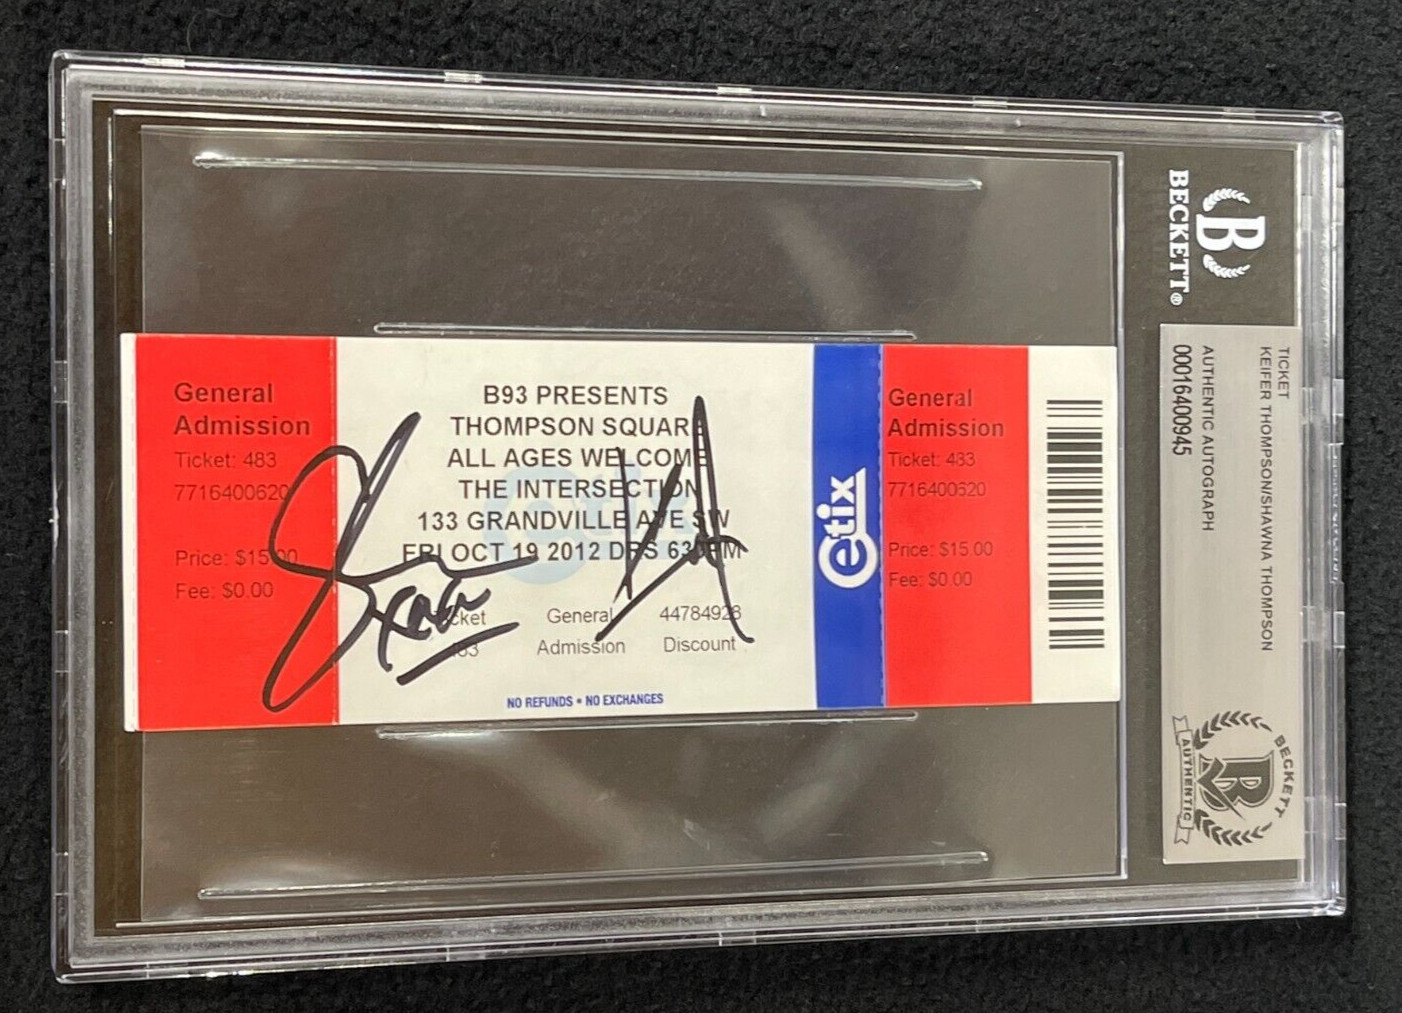 General
Admission
Ticket: 483
7716400620
Price: $15.00
Fee: $0.00
B93 PRESENTS
THOMPSON SQUARE
ALL AGES WELCOME
THE INTERSECTION
133 GRANDVILLE AVE SW
FRI OCT 19 2012 DRS 630PM
Ticket General 44784928
483 Admission Discount
NO REFUNDS • NO EXCHANGES
etix
General
Admission
Ticket: 483
7716400620
Price: $15.00
Fee: $0.00
B
BECKETT®
TICKET
KEIFER THOMPSON/SHAWNA THOMPSON
AUTHENTIC AUTOGRAPH
00016400945
BECKETT
B
AUTHENTIC